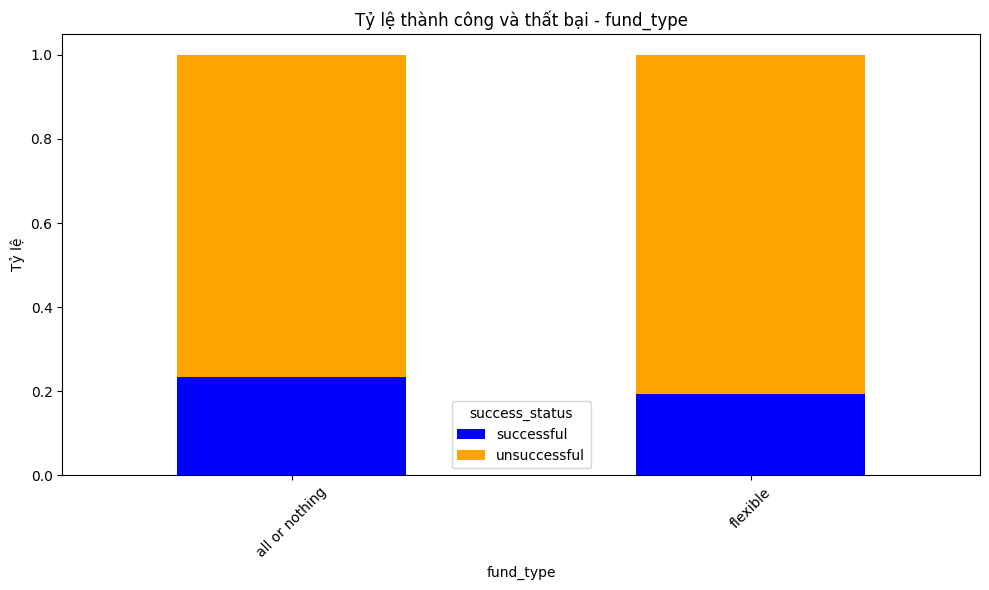 Tỷ lệ thành công và thất bại - fund_type
Tỷ lệ
1.0
0.8
0.6
0.4
0.2
0.0
success_status
successful
unsuccessful
all or nothing
flexible
fund_type